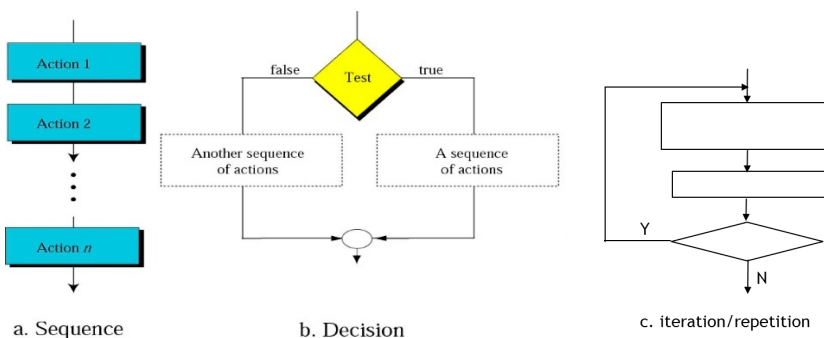 Action 1
Action 2
Action n
a. Sequence
false
Test
true
Another sequence
of actions
A sequence
of actions
b. Decision
Y
N
c. iteration/repetition